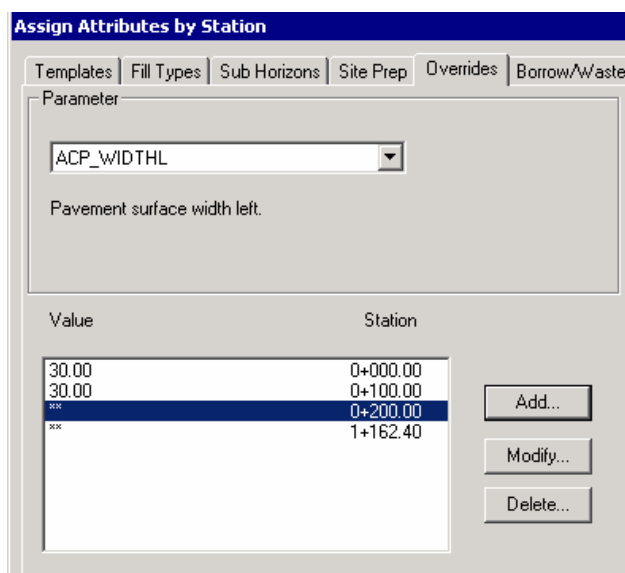 Assign Attributes by Station
Templates Fill Types Sub Horizons Site Prep Overrides Borrow/Waste
Parameter
ACP_WIDTHL
Pavement surface width left.
Value Station
30.00 0+000.00
30.00 0+100.00
** 0+200.00
** 1+162.40
Add...
Modify...
Delete...